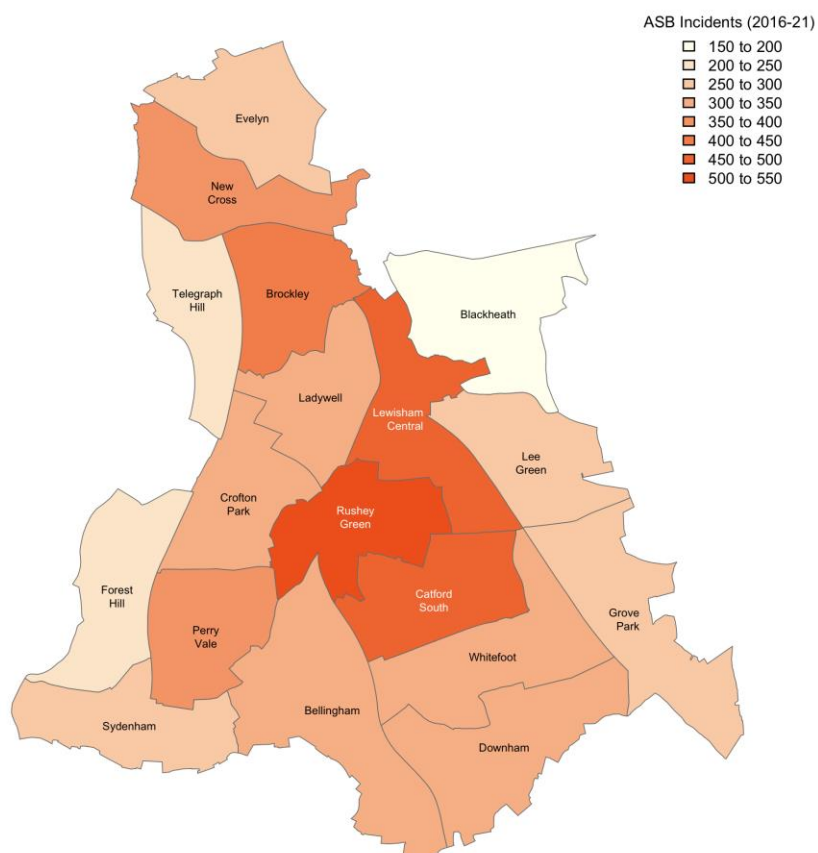 ASB Incidents (2016-21)
150 to 200
200 to 250
250 to 300
300 to 350
350 to 400
400 to 450
450 to 500
500 to 550
Evelyn
New
Cross
Telegraph
Hill
Brockley
Blackheath
Ladywell
Lewisham
Central
Lee
Green
Crofton
Park
Rushey
Green
Forest
Hill
Catford
South
Grove
Park
Perry
Vale
Whitefoot
Bellingham
Sydenham
Downham